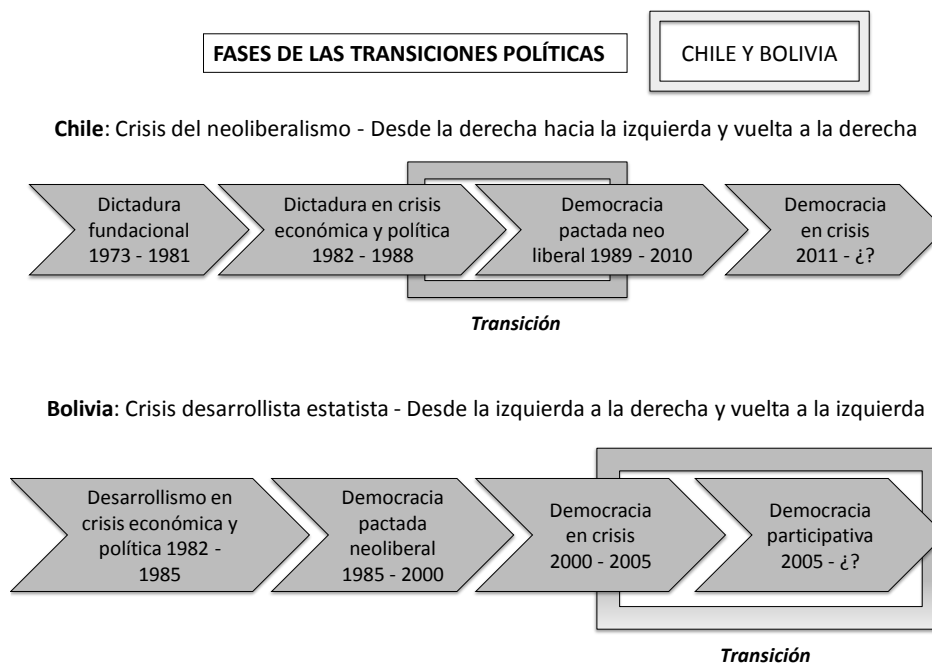 FASES DE LAS TRANSICIONES POLÍTICAS
CHILE Y BOLIVIA
Chile: Crisis del neoliberalismo - Desde la derecha hacia la izquierda y vuelta a la derecha
Dictadura
fundacional
1973 - 1981
Dictadura en crisis
económica y política
1982 - 1988
Democracia
pactada neo
liberal 1989 - 2010
Democracia
en crisis
2011 - ¿?
Transición
Bolivia: Crisis desarrollista estatista - Desde la izquierda a la derecha y vuelta a la izquierda
Desarrollismo en
crisis económica y
política 1982 -
1985
Democracia
pactada
neoliberal
1985 - 2000
Democracia
en crisis
2000 - 2005
Democracia
participativa
2005 - ¿?
Transición